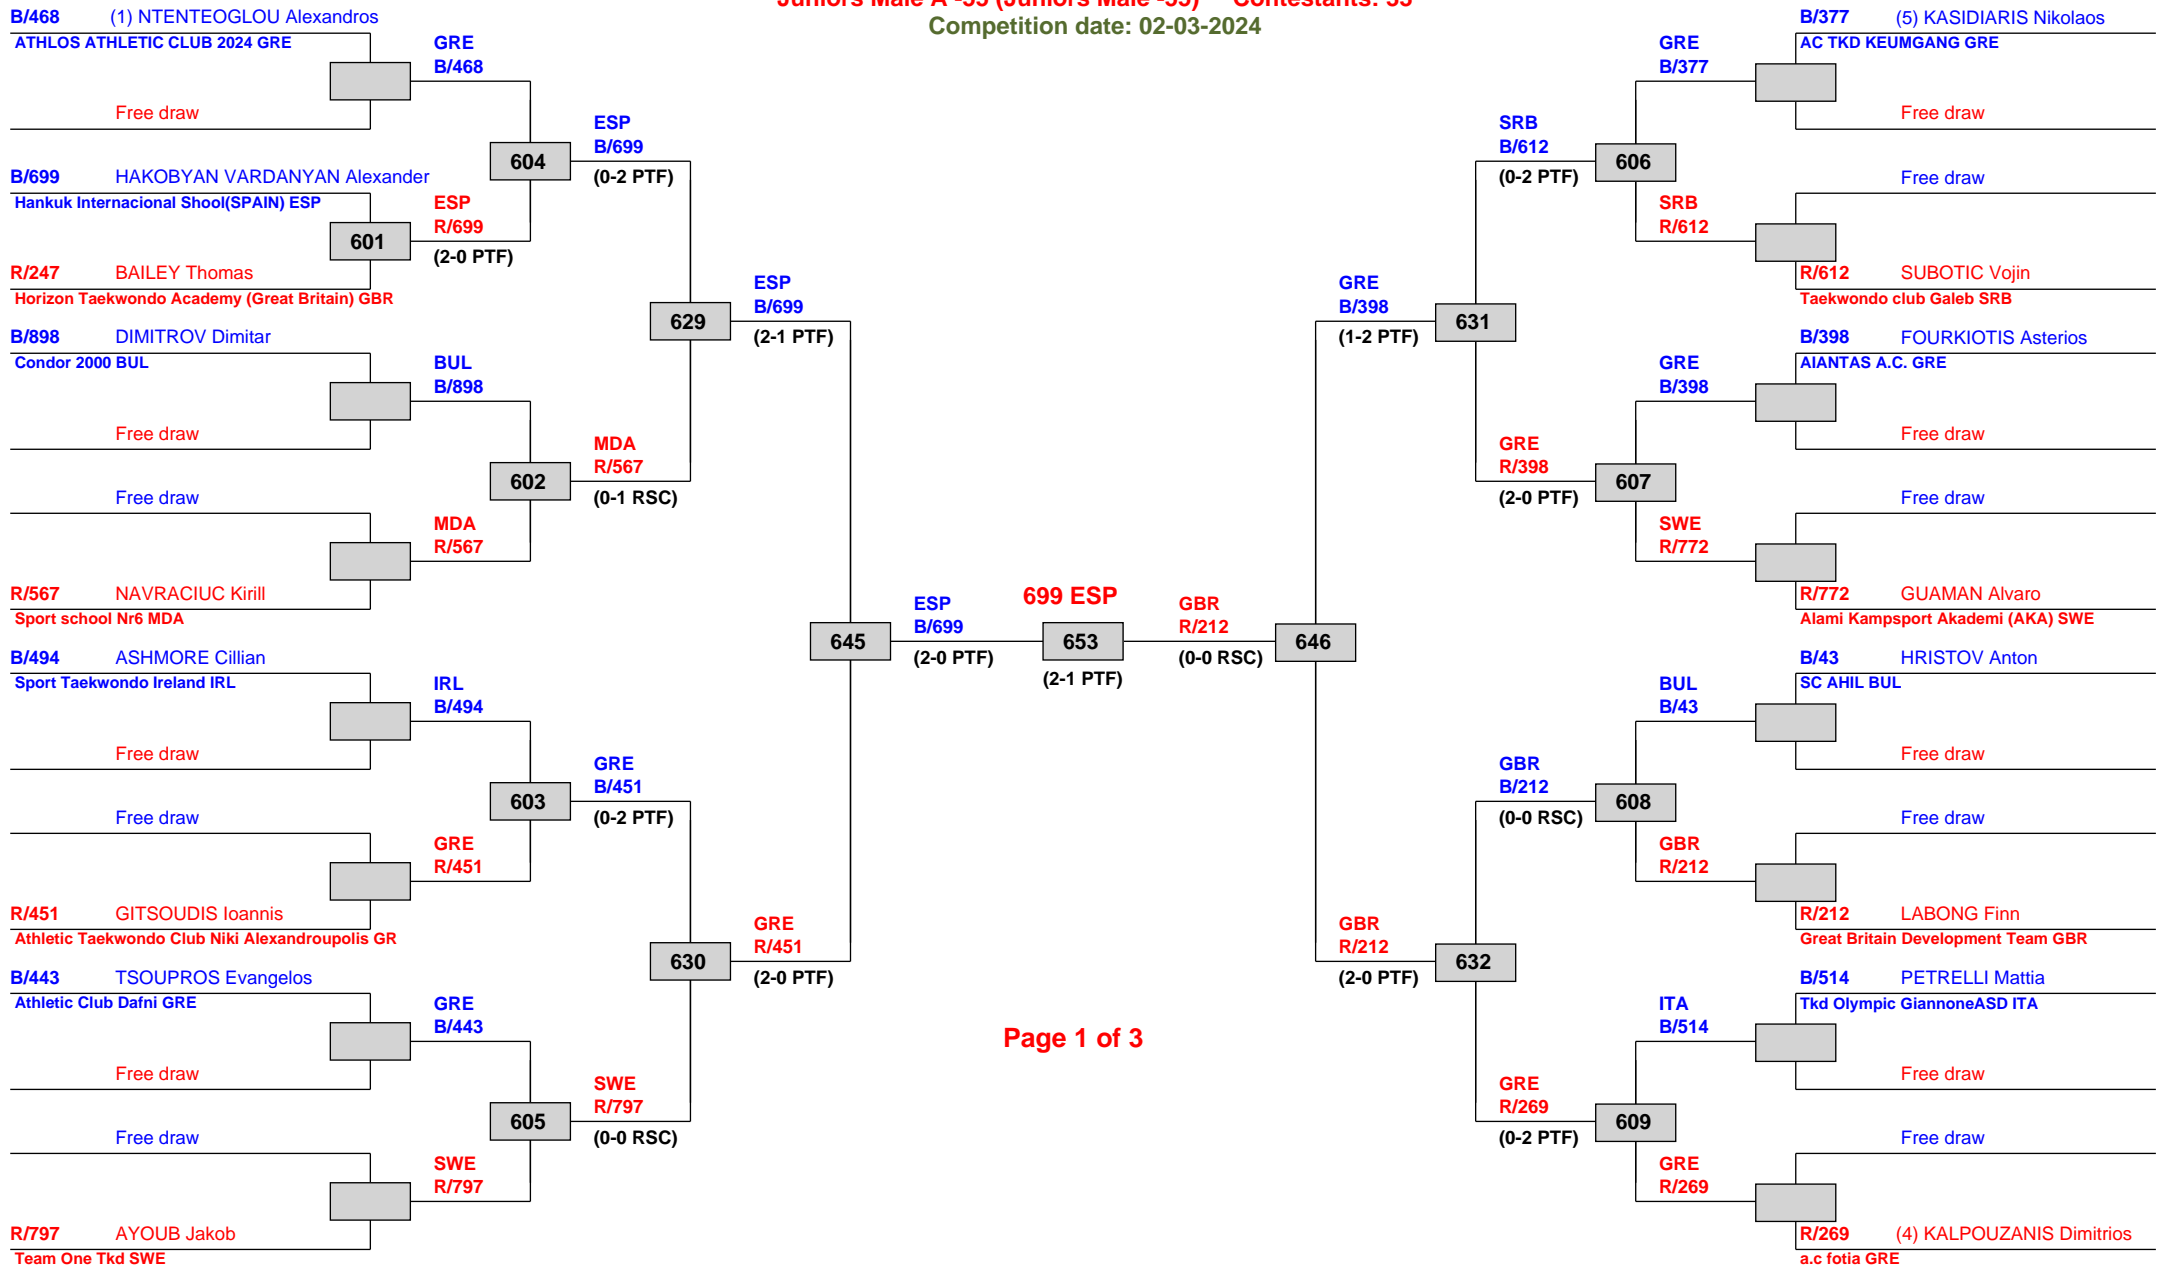 Juniors Male A -55 (Juniors Male -55) Contestants: 53
Competition date: 02-03-2024
B/468 (1) NTENTEOGLOU Alexandros
ATHLOS ATHLETIC CLUB 2024 GRE
Free draw
GRE
B/468
B/699 HAKOBYAN VARDANYAN Alexander
Hankuk Internacional Shool(SPAIN) ESP
601
R/247 BAILEY Thomas
Horizon Taekwondo Academy (Great Britain) GBR
ESP
R/699
(2-0 PTF)
604
ESP
B/699
(0-2 PTF)
B/898 DIMITROV Dimitar
Condor 2000 BUL
Free draw
BUL
B/898
Free draw
R/567 NAVRACIUC Kirill
Sport school Nr6 MDA
MDA
R/567
602
MDA
R/567
(0-1 RSC)
629
ESP
B/699
(2-1 PTF)
B/494 ASHMORE Cillian
Sport Taekwondo Ireland IRL
Free draw
IRL
B/494
Free draw
R/451 GITSOUDIS Ioannis
Athletic Taekwondo Club Niki Alexandroupolis GR
GRE
R/451
603
GRE
B/451
(0-2 PTF)
B/443 TSOUPROS Evangelos
Athletic Club Dafni GRE
Free draw
GRE
B/443
Free draw
R/797 AYOUB Jakob
Team One Tkd SWE
SWE
R/797
605
SWE
R/797
(0-0 RSC)
630
GRE
R/451
(2-0 PTF)
645
ESP
B/699
(2-0 PTF)
699 ESP
653
(2-1 PTF)
GBR
R/212
(0-0 RSC)
646
Page 1 of 3
GRE
B/398
(1-2 PTF)
631
SRB
B/612
(0-2 PTF)
606
GRE
B/377
B/377 (5) KASIDIARIS Nikolaos
AC TKD KEUMGANG GRE
Free draw
Free draw
SRB
R/612
R/612 SUBOTIC Vojin
Taekwondo club Galeb SRB
GRE
R/398
(2-0 PTF)
607
GRE
B/398
B/398 FOURKIOTIS Asterios
AIANTAS A.C. GRE
Free draw
Free draw
SWE
R/772
R/772 GUAMAN Alvaro
Alami Kampsport Akademi (AKA) SWE
GBR
R/212
(2-0 PTF)
632
GBR
B/212
(0-0 RSC)
608
BUL
B/43
B/43 HRISTOV Anton
SC AHIL BUL
Free draw
Free draw
GBR
R/212
R/212 LABONG Finn
Great Britain Development Team GBR
GRE
R/269
(0-2 PTF)
609
ITA
B/514
B/514 PETRELLI Mattia
Tkd Olympic GiannoneASD ITA
Free draw
Free draw
GRE
R/269
R/269 (4) KALPOUZANIS Dimitrios
a.c fotia GRE